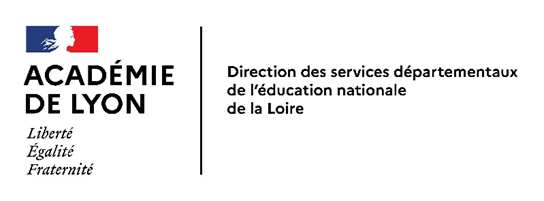 ACADÉMIE
DE LYON
Liberté
Égalité
Fraternité
Direction des services départementaux
de l'éducation nationale
de la Loire